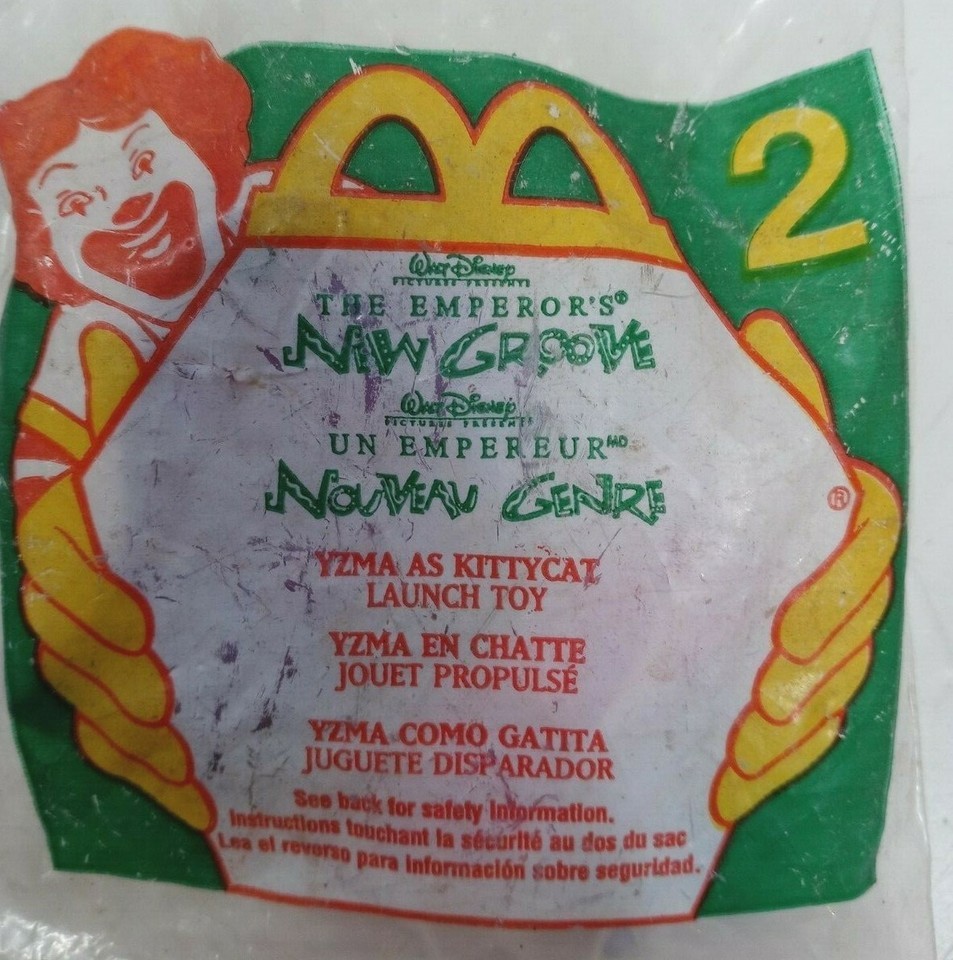 2
Walt Disney
PICTURES PRESENTS
THE EMPEROR'S®
NEW GROOVE
Walt Disney
PICTURES PRESENTS
UN EMPEREURMD
NOUVEAU GENRE
®
YZMA AS KITTYCAT
LAUNCH TOY
YZMA EN CHATTE
JOUET PROPULSÉ
YZMA COMO GATITA
JUGUETE DISPARADOR
See back for safety information.
Instructions touchant la sécurité au dos du sac
Lea el reverso para información sobre seguridad.